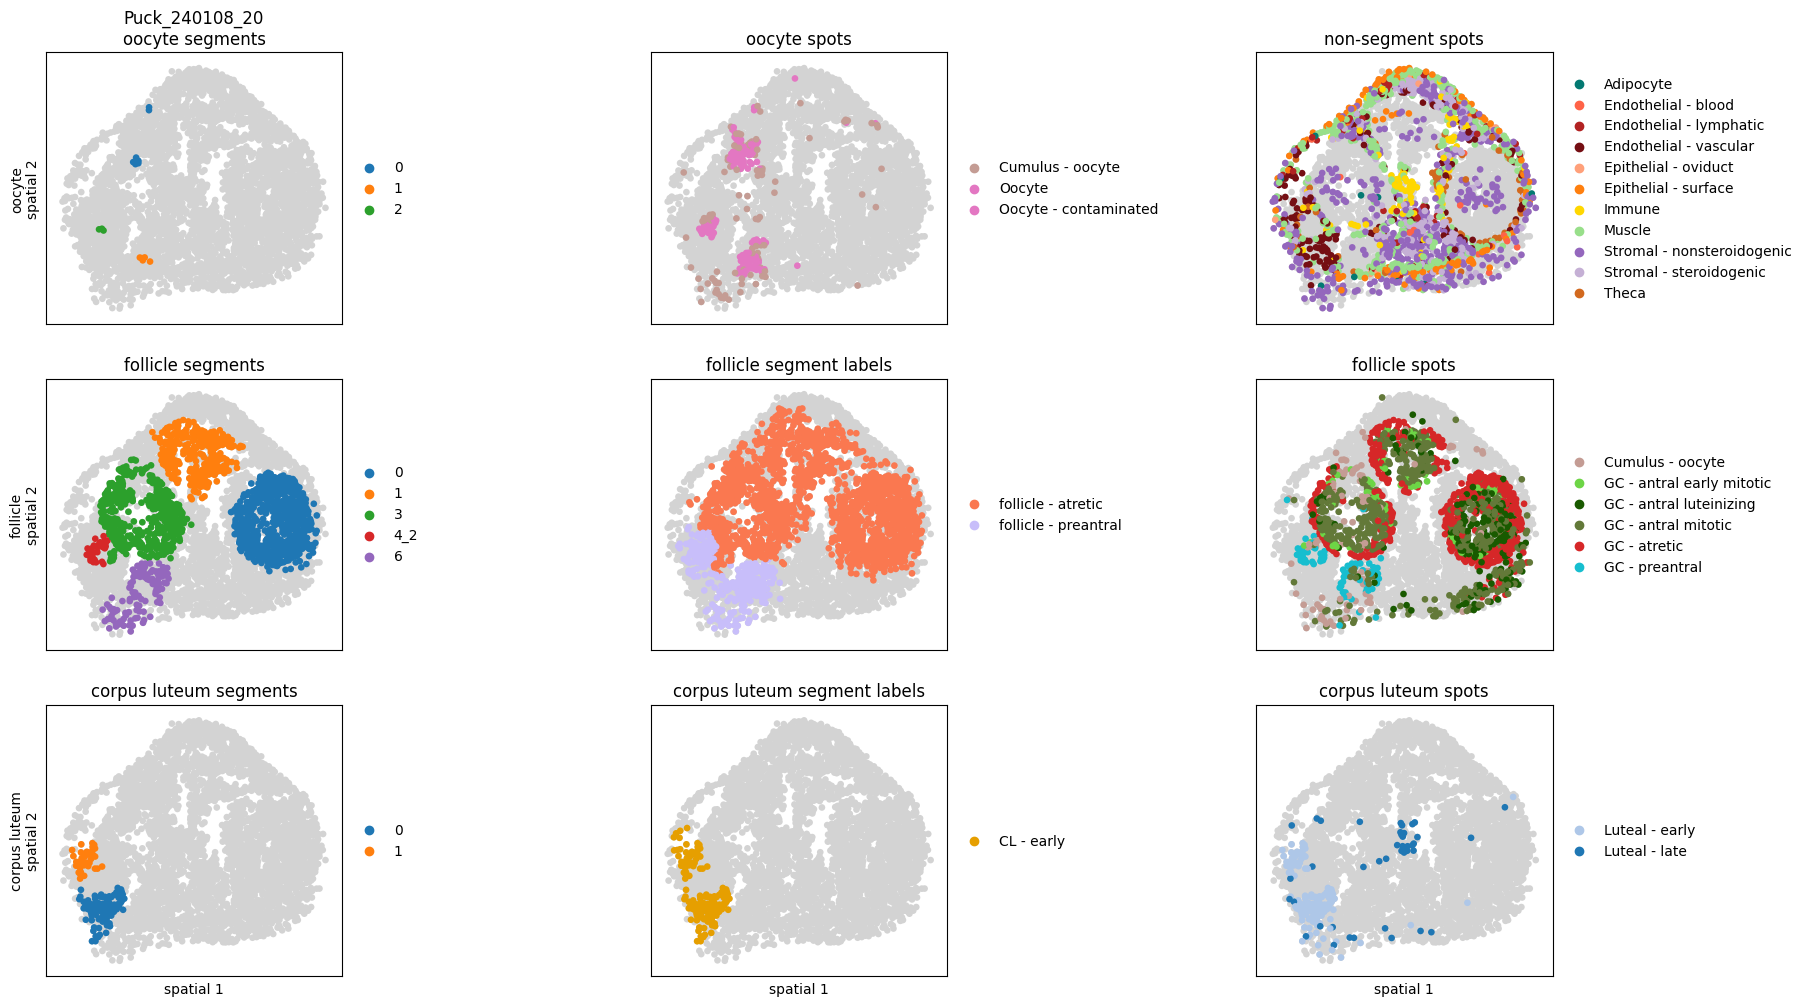 Puck_240108_20
oocyte segments
oocyte
spatial 2
0
1
2
oocyte spots
Cumulus - oocyte
Oocyte
Oocyte - contaminated
non-segment spots
Adipocyte
Endothelial - blood
Endothelial - lymphatic
Endothelial - vascular
Epithelial - oviduct
Epithelial - surface
Immune
Muscle
Stromal - nonsteroidogenic
Stromal - steroidogenic
Theca
follicle segments
follicle
spatial 2
0
1
3
4_2
6
follicle segment labels
follicle - atretic
follicle - preantral
follicle spots
Cumulus - oocyte
GC - antral early mitotic
GC - antral luteinizing
GC - antral mitotic
GC - atretic
GC - preantral
corpus luteum segments
corpus luteum
spatial 2
spatial 1
0
1
corpus luteum segment labels
spatial 1
CL - early
corpus luteum spots
spatial 1
Luteal - early
Luteal - late